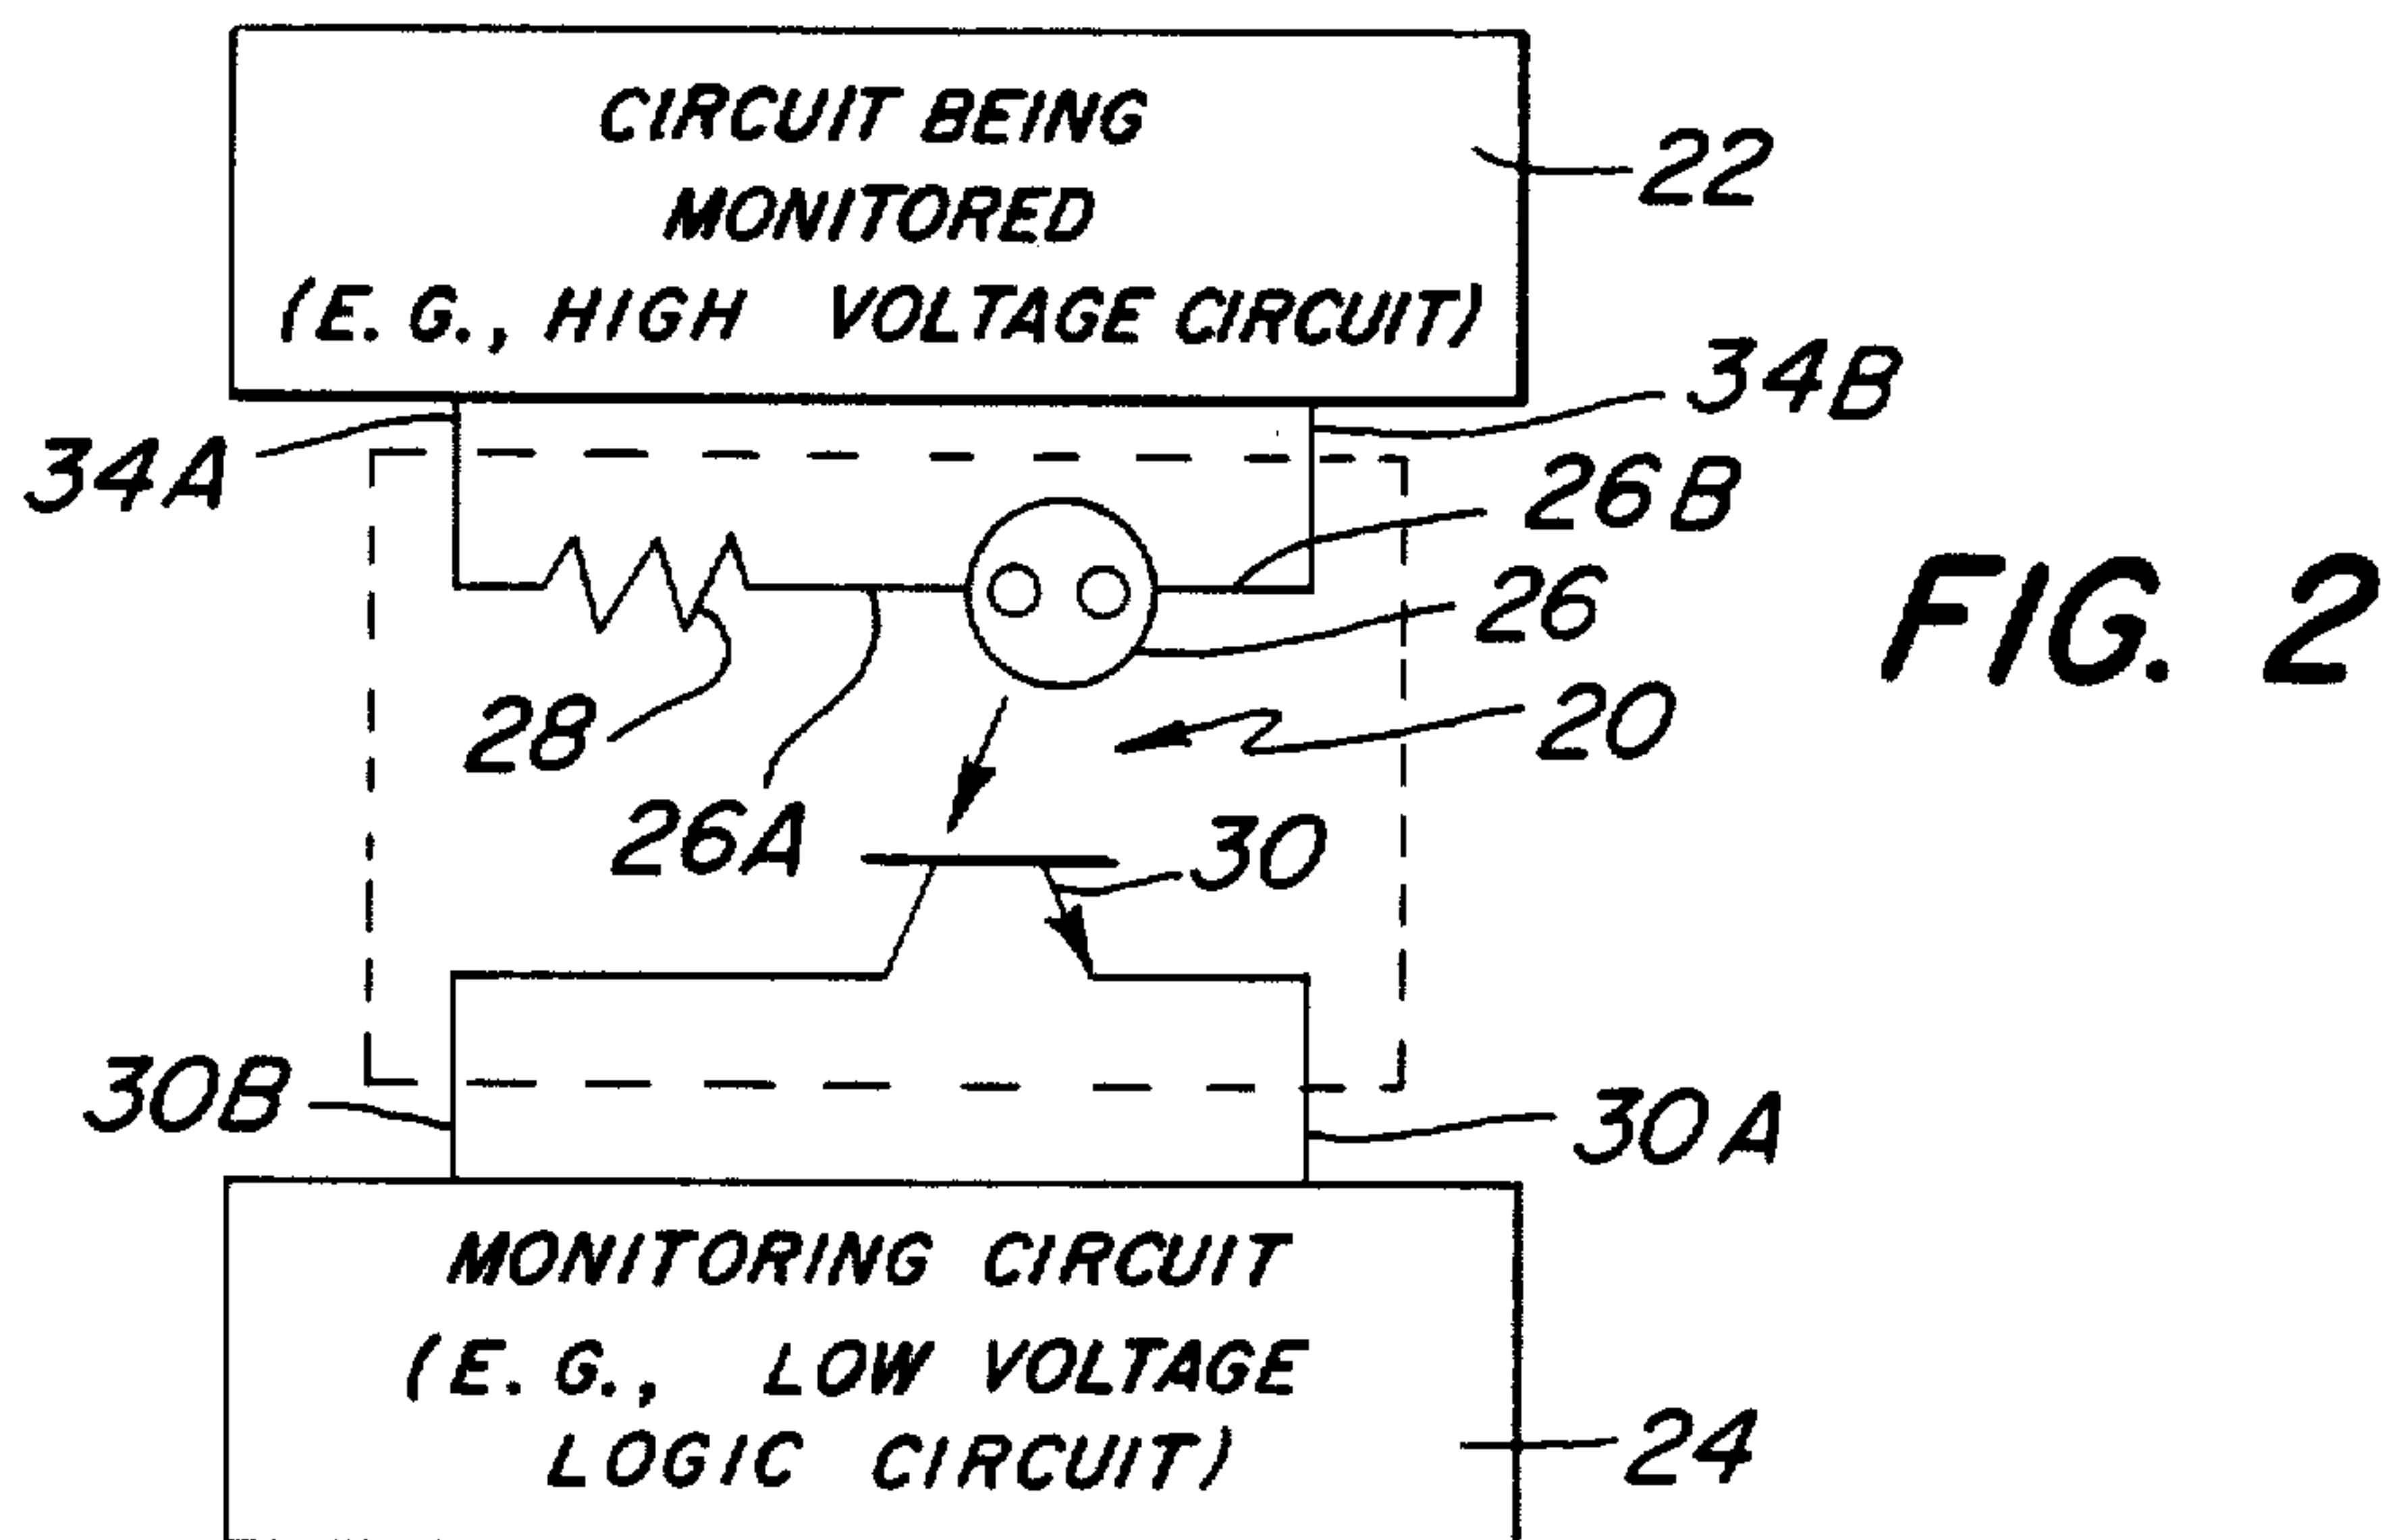 CIRCUIT BEING
MONITORED
(E. G., HIGH VOLTAGE CIRCUIT)
22
34B
34A
26B
26
FIG. 2
28
20
26A
30
30B
30A
MONITORING CIRCUIT
(E. G., LOW VOLTAGE
LOGIC CIRCUIT)
24